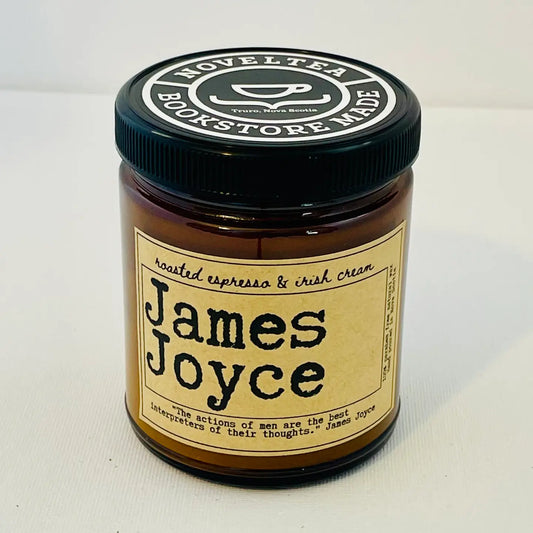 NOVELTEA
Truro, Nova Scotia
BOOKSTORE MADE
roasted espresso & irish cream
James
Joyce
"The actions of men are the best
interpreters of their thoughts." James Joyce